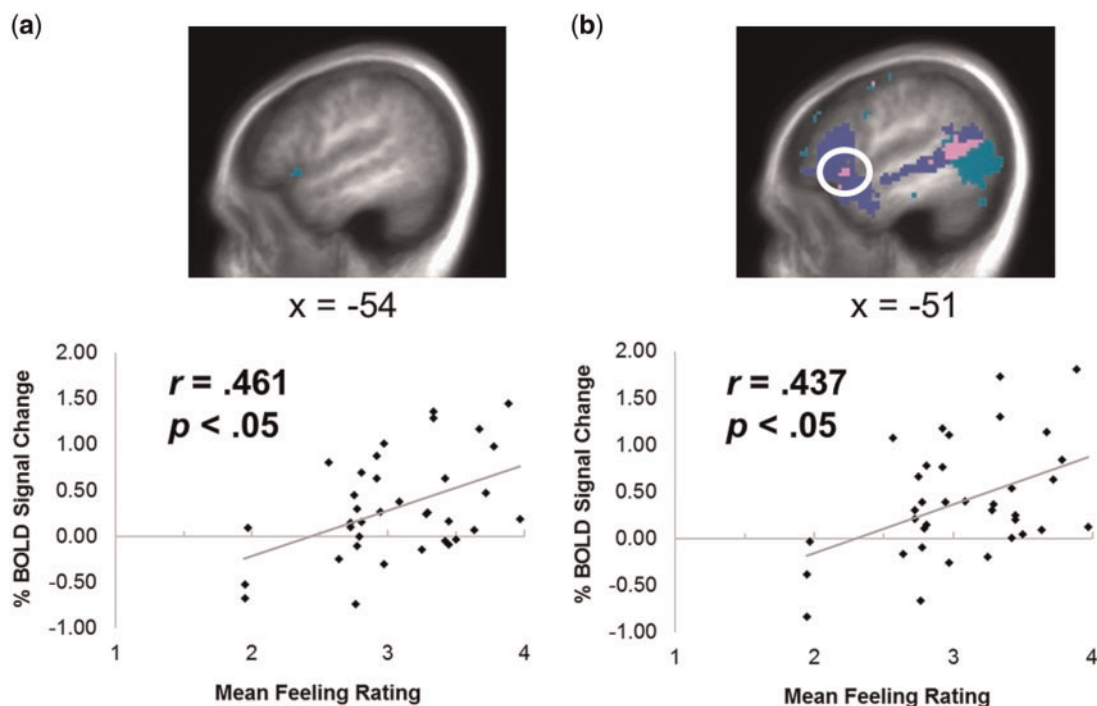 (a)
x = -54
% BOLD Signal Change
2.00
1.50
1.00
0.50
0.00
-0.50
-1.00
r = .461
p < .05
1 2 3 4
Mean Feeling Rating
(b)
x = -51
% BOLD Signal Change
2.00
1.50
1.00
0.50
0.00
-0.50
-1.00
r = .437
p < .05
1 2 3 4
Mean Feeling Rating